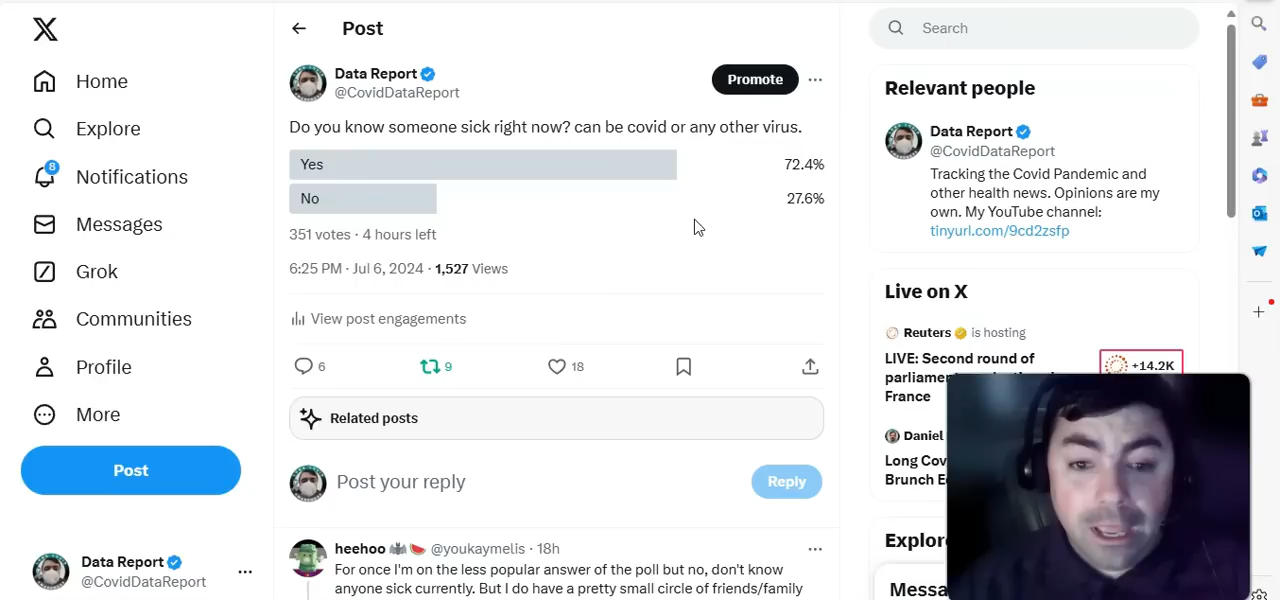 Home
Explore
8
Notifications
Messages
Grok
Communities
Profile
More
Post
Data Report
@CovidDataReport
Post
Data Report
@CovidDataReport
Promote
Do you know someone sick right now? can be covid or any other virus.
Yes 72.4%
No 27.6%
351 votes · 4 hours left
6:25 PM · Jul 6, 2024 · 1,527 Views
View post engagements
6 9 18
Related posts
Post your reply
Reply
heehoo @youkaymelis · 18h
For once I'm on the less popular answer of the poll but no, don't know
anyone sick currently. But I do have a pretty small circle of friends/family
Search
Relevant people
Data Report
@CovidDataReport
Tracking the Covid Pandemic and
other health news. Opinions are my
own. My YouTube channel:
tinyurl.com/9cd2zsfp
Live on X
Reuters is hosting
LIVE: Second round of
France
+14.2K
Daniel
Long Cov
Brunch E
Explor
Messa